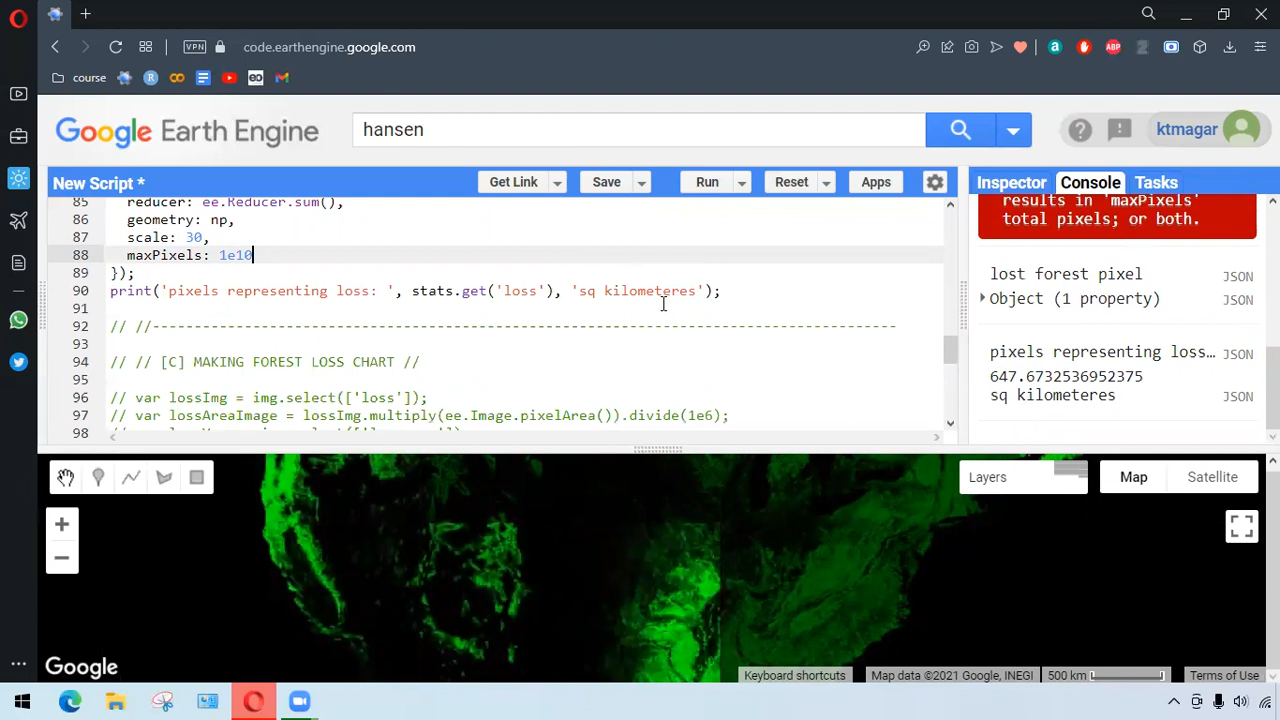 VPN
code.earthengine.google.com
ABP
course
Google Earth Engine
hansen
ktmagar
New Script *
Get Link
Save
Run
Reset
Apps
Inspector
Console
Tasks
85 reducer: ee.Reducer.sum(),
86 geometry: np,
87 scale: 30,
88 maxPixels: 1e10
89 });
90 print('pixels representing loss: ', stats.get('loss'), 'sq kilometeres');
91
92 // //----------------------------------------------------------------------------------------
93
94 // // [C] MAKING FOREST LOSS CHART //
95
96 // var lossImg = img.select(['loss']);
97 // var lossAreaImage = lossImg.multiply(ee.Image.pixelArea()).divide(1e6);
98
results in 'maxPixels'
total pixels; or both.
lost forest pixel JSON
Object (1 property) JSON
pixels representing loss… JSON
647.6732536952375
sq kilometeres JSON
Layers
Map
Satellite
Google
Keyboard shortcuts
Map data ©2021 Google, INEGI
500 km
Terms of Use